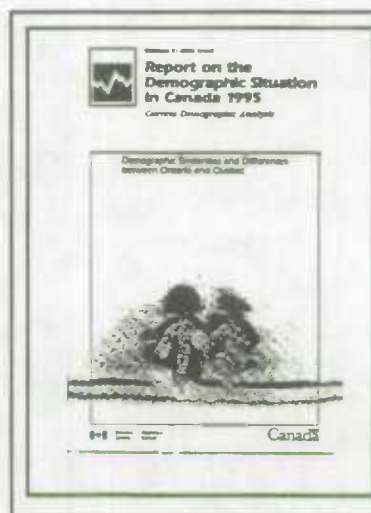 Report on the
Demographic Situation
in Canada 1995
Current Demographic Analysis
Demographic Similarities and Differences
between Ontario and Quebec
Canada